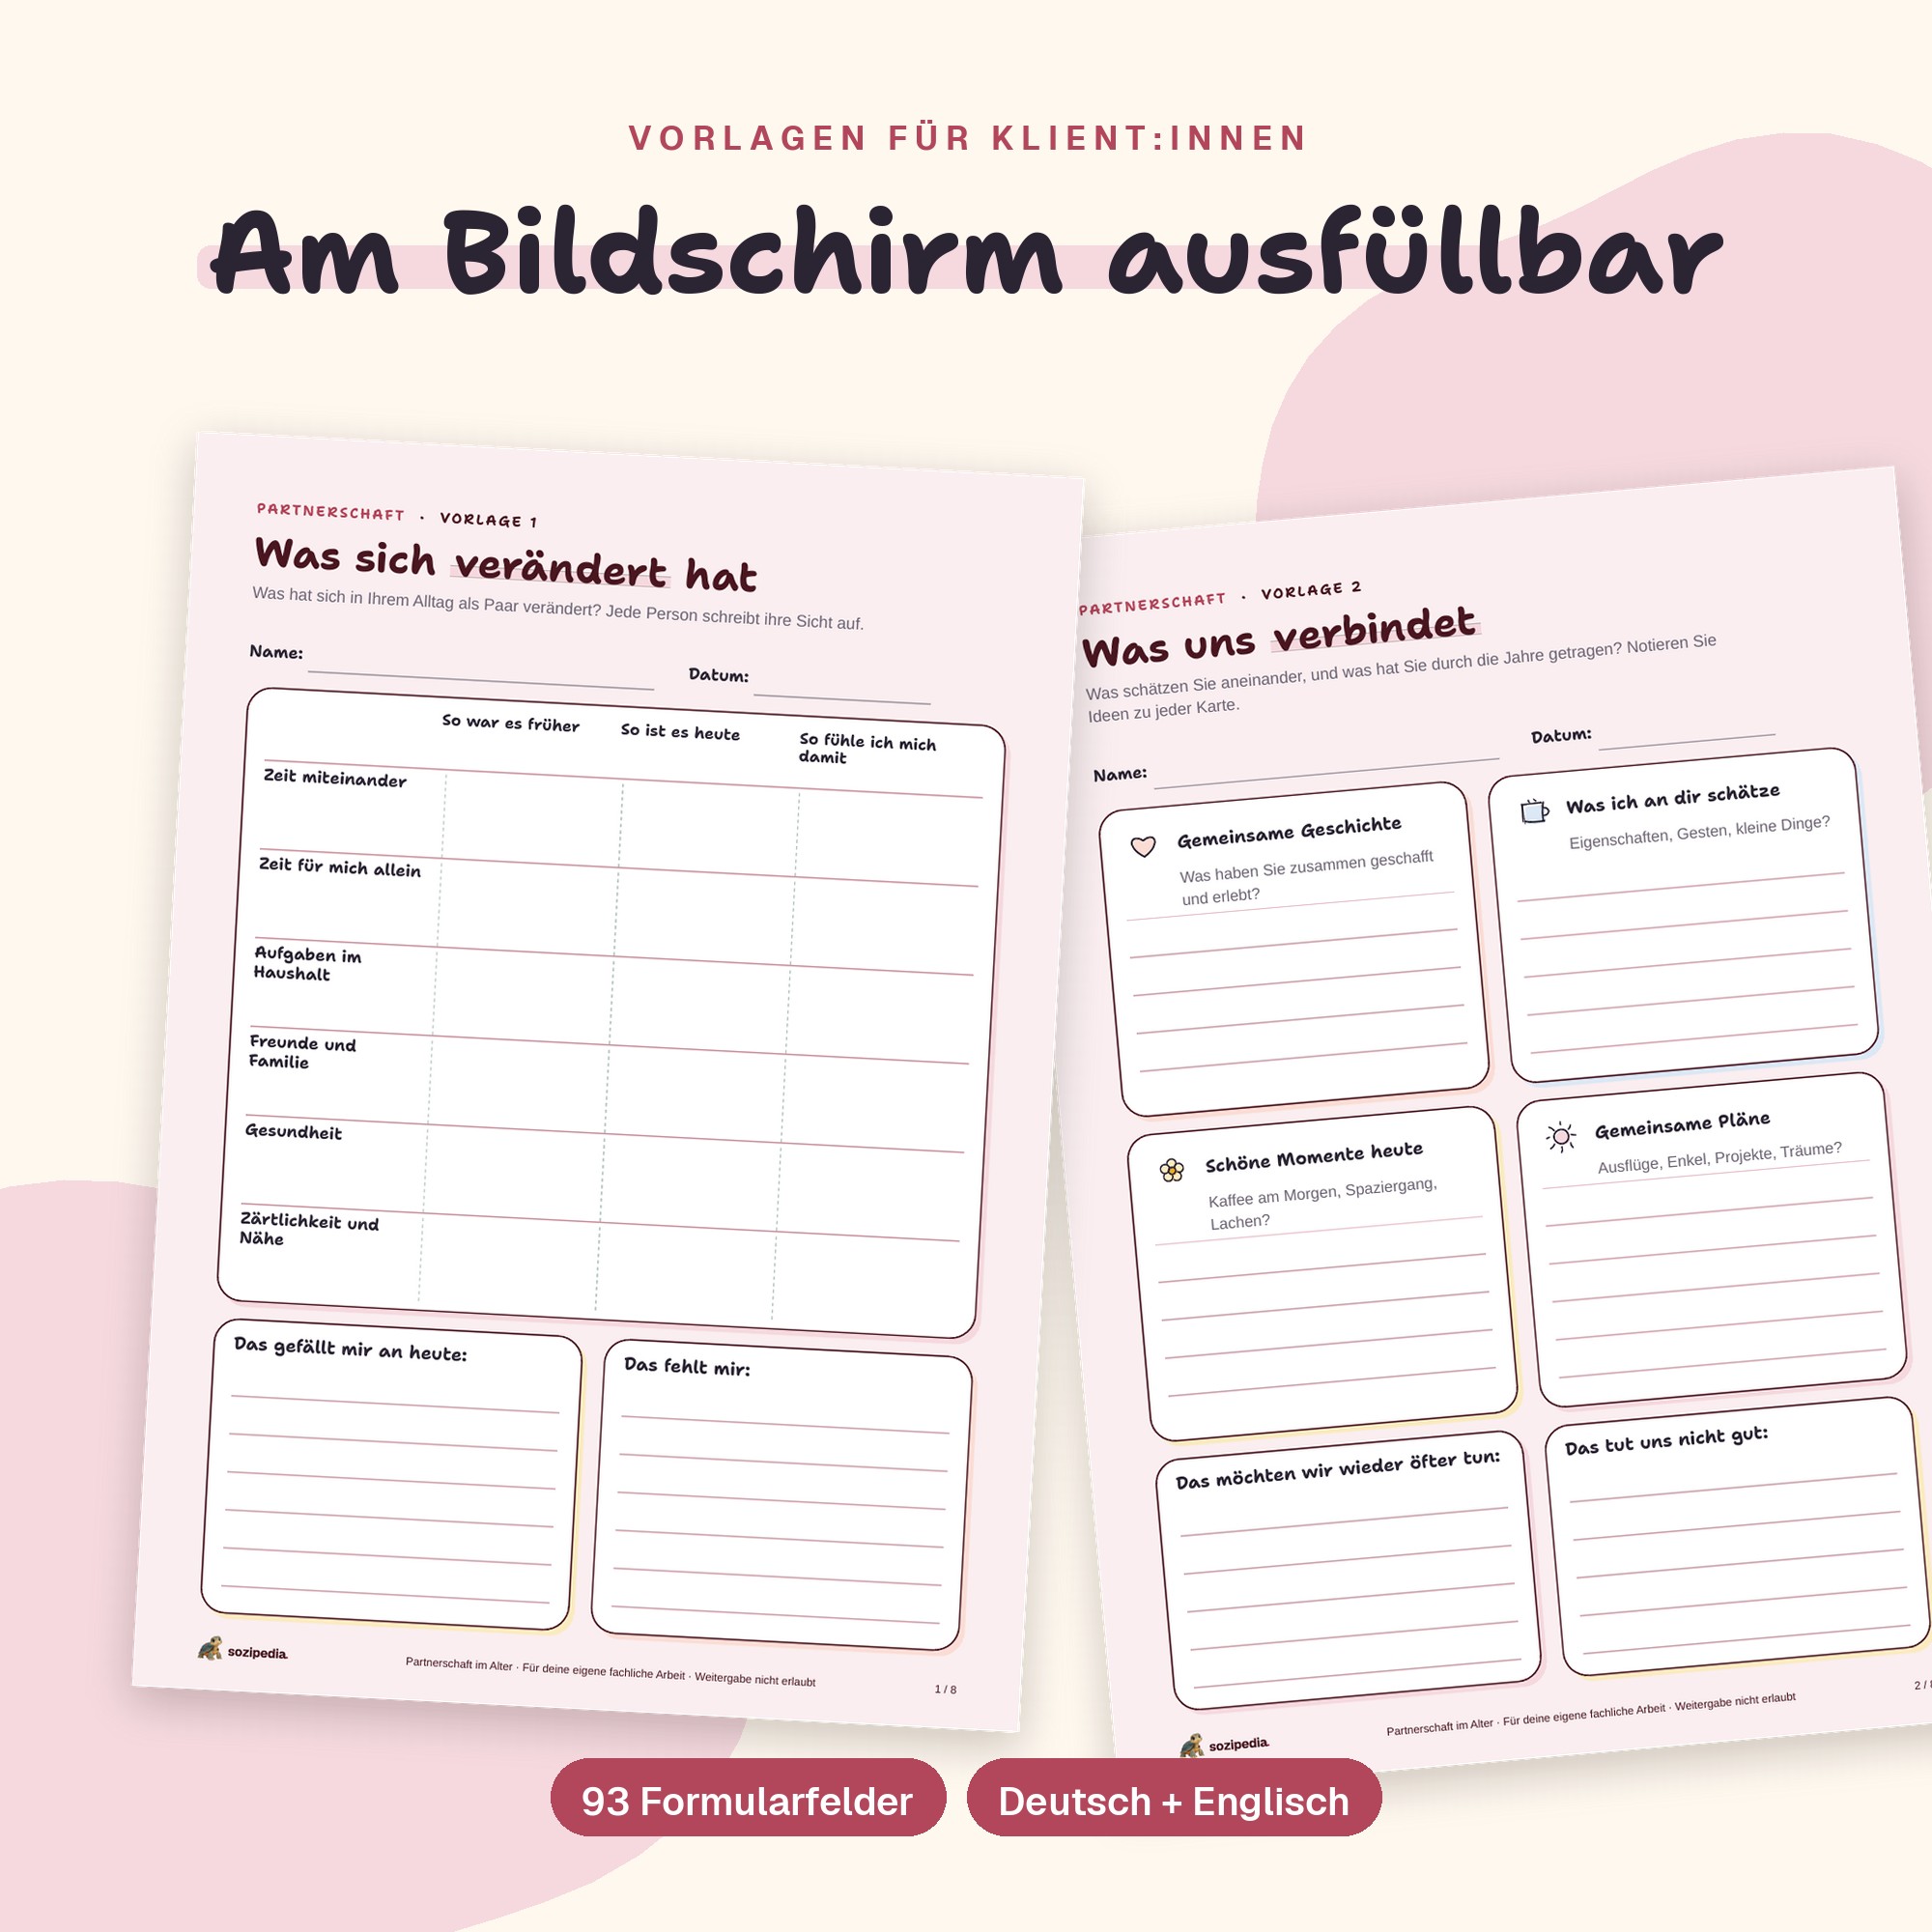 VORLAGEN FÜR KLIENT:INNEN
Am Bildschirm ausfüllbar
PARTNERSCHAFT · VORLAGE 1
Was sich verändert hat
Was hat sich in Ihrem Alltag als Paar verändert? Jede Person schreibt ihre Sicht auf.
Name:
Datum:
So war es früher
So ist es heute
So fühle ich mich
damit
Zeit miteinander
Zeit für mich allein
Aufgaben im
Haushalt
Freunde und
Familie
Gesundheit
Zärtlichkeit und
Nähe
Das gefällt mir an heute:
Das fehlt mir:
sozipedia.
Partnerschaft im Alter · Für deine eigene fachliche Arbeit · Weitergabe nicht erlaubt
1 / 8
PARTNERSCHAFT · VORLAGE 2
Was uns verbindet
Was schätzen Sie aneinander, und was hat Sie durch die Jahre getragen? Notieren Sie
Ideen zu jeder Karte.
Name:
Datum:
Gemeinsame Geschichte
Was haben Sie zusammen geschafft
und erlebt?
Was ich an dir schätze
Eigenschaften, Gesten, kleine Dinge?
Schöne Momente heute
Kaffee am Morgen, Spaziergang,
Lachen?
Gemeinsame Pläne
Ausflüge, Enkel, Projekte, Träume?
Das möchten wir wieder öfter tun:
Das tut uns nicht gut:
sozipedia.
Partnerschaft im Alter · Für deine eigene fachliche Arbeit · Weitergabe nicht erlaubt
2 / 8
93 Formularfelder
Deutsch + Englisch